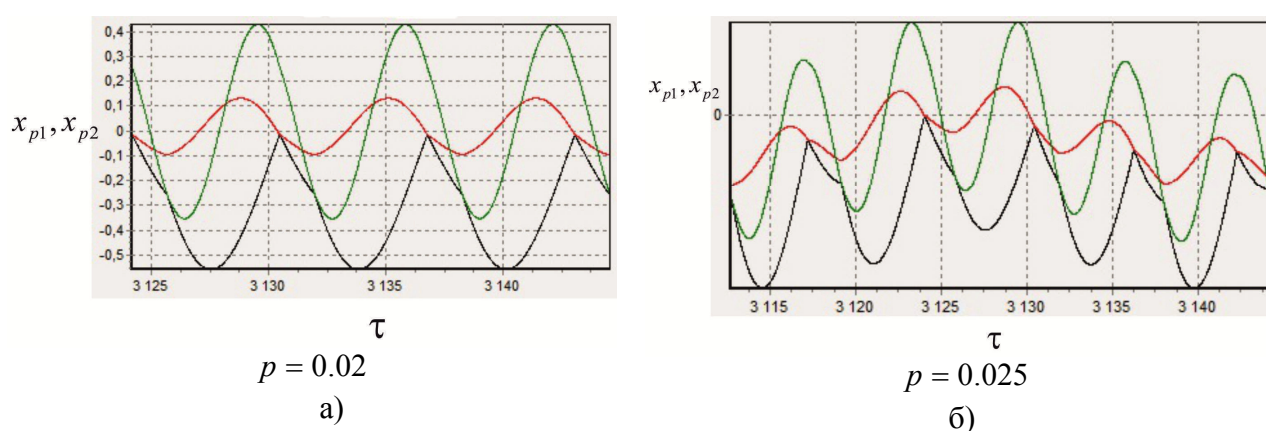 0,4
0,3
0,2
0,1
0
-0,1
-0,2
-0,3
-0,4
-0,5
x_{p1}, x_{p2}
3 125 3 130 3 135 3 140
τ
p = 0.02
а)
x_{p1}, x_{p2}
0
3 115 3 120 3 125 3 130 3 135 3 140
τ
p = 0.025
б)